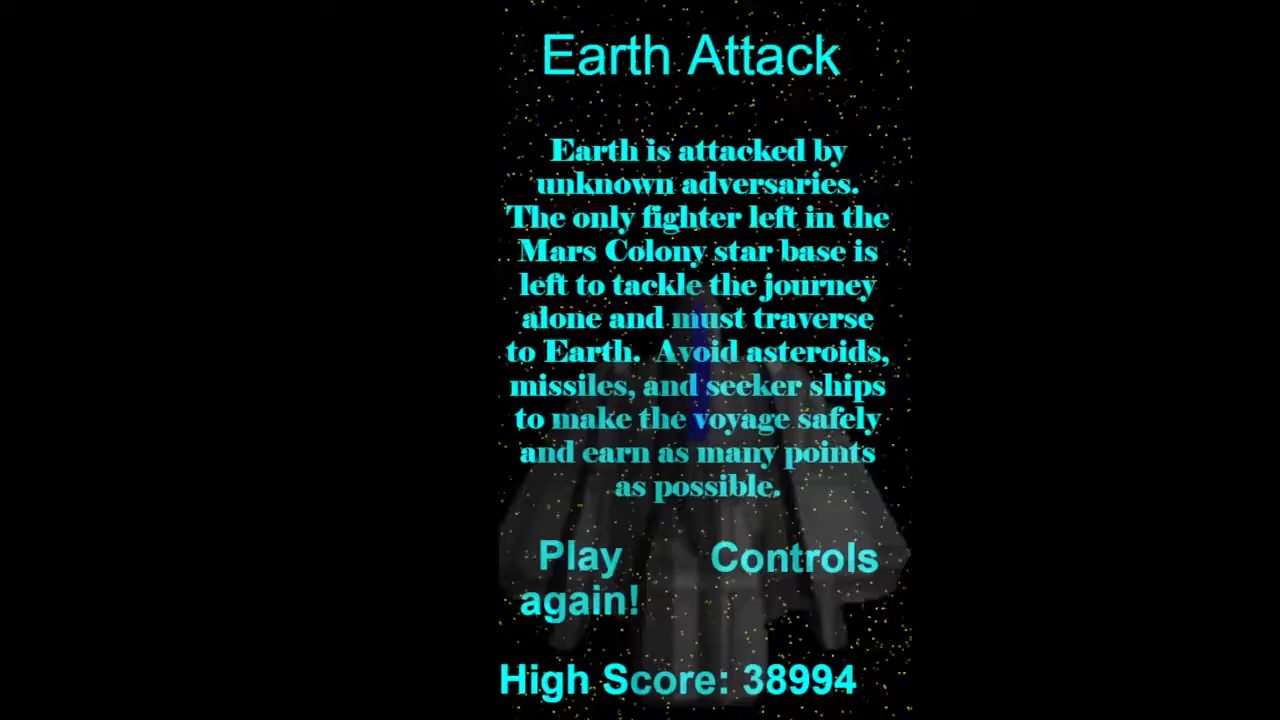 Earth Attack
Earth is attacked by
unknown adversaries.
The only fighter left in the
Mars Colony star base is
left to tackle the journey
alone and must traverse
to Earth.  Avoid asteroids,
missiles, and seeker ships
to make the voyage safely
and earn as many points
as possible.
Play
again!
Controls
High Score: 38994